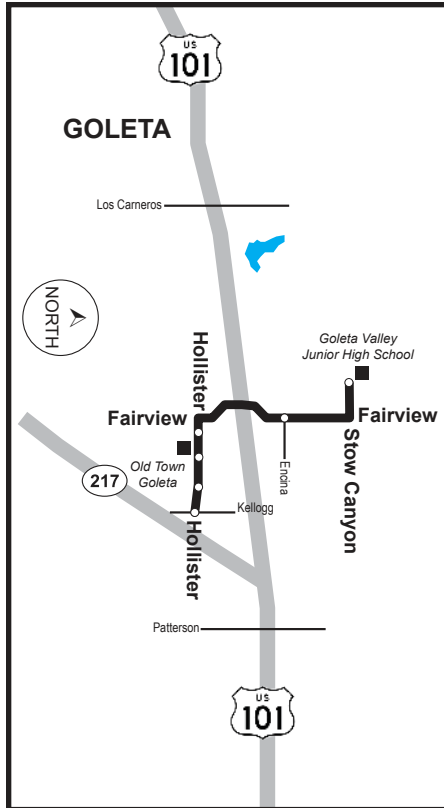 US
101
GOLETA
Los Carneros
NORTH
Goleta Valley
Junior High School
Hollister
Fairview
Fairview
Old Town
Goleta
Encina
Stow Canyon
217
Kellogg
Hollister
Patterson
US
101